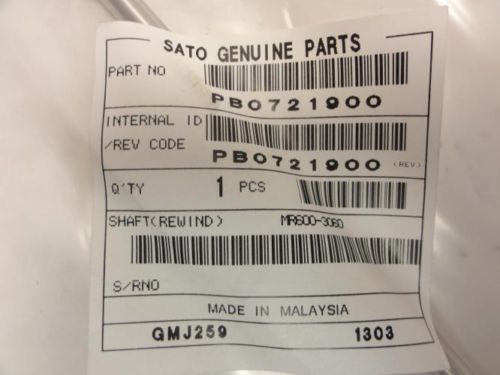 SATO GENUINE PARTS
PART NO
PB0721900
INTERNAL ID
/REV CODE
PB0721900 (REV)
Q'TY 1 PCS
SHAFT(REWIND) MR600-3080
S/RNO
MADE IN MALAYSIA
GMJ259 1303